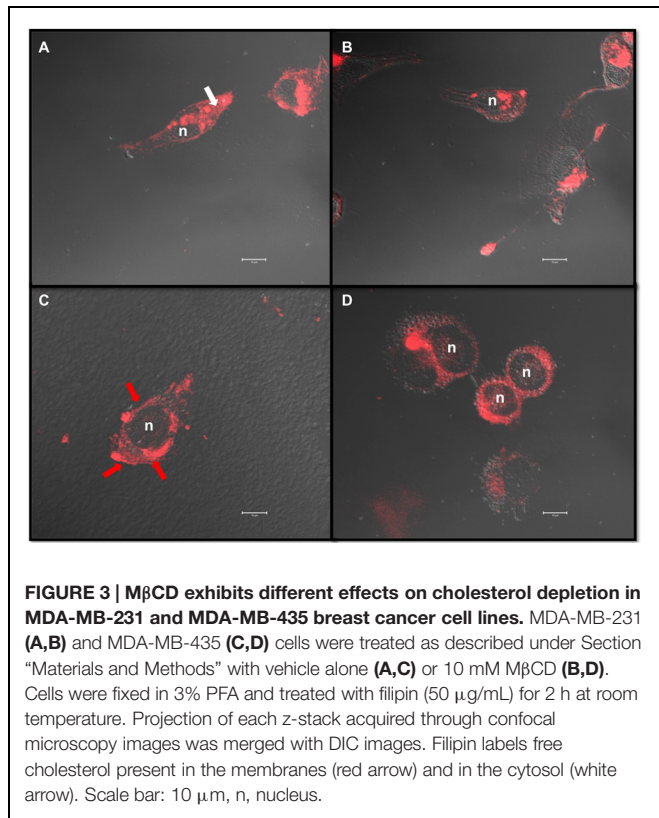 A
B
n
n
C
D
n
n
n
n
FIGURE 3 | MβCD exhibits different effects on cholesterol depletion in
MDA-MB-231 and MDA-MB-435 breast cancer cell lines. MDA-MB-231
(A,B) and MDA-MB-435 (C,D) cells were treated as described under Section
“Materials and Methods” with vehicle alone (A,C) or 10 mM MβCD (B,D).
Cells were fixed in 3% PFA and treated with filipin (50 μg/mL) for 2 h at room
temperature. Projection of each z-stack acquired through confocal
microscopy images was merged with DIC images. Filipin labels free
cholesterol present in the membranes (red arrow) and in the cytosol (white
arrow). Scale bar: 10 μm, n, nucleus.